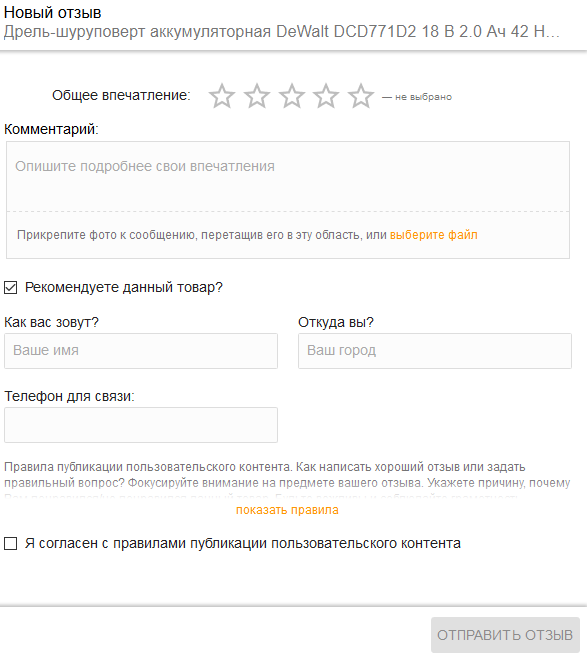 Новый отзыв
Дрель-шуруповерт аккумуляторная DeWalt DCD771D2 18 В 2.0 Ач 42 Н...
Общее впечатление: — не выбрано
Комментарий:
Опишите подробнее свои впечатления
Прикрепите фото к сообщению, перетащив его в эту область, или выберите файл
Рекомендуете данный товар?
Как вас зовут? Откуда вы?
Ваше имя Ваш город
Телефон для связи:
Правила публикации пользовательского контента. Как написать хороший отзыв или задать
правильный вопрос? Фокусируйте внимание на предмете вашего отзыва. Укажете причину, почему
показать правила
Я согласен с правилами публикации пользовательского контента
ОТПРАВИТЬ ОТЗЫВ